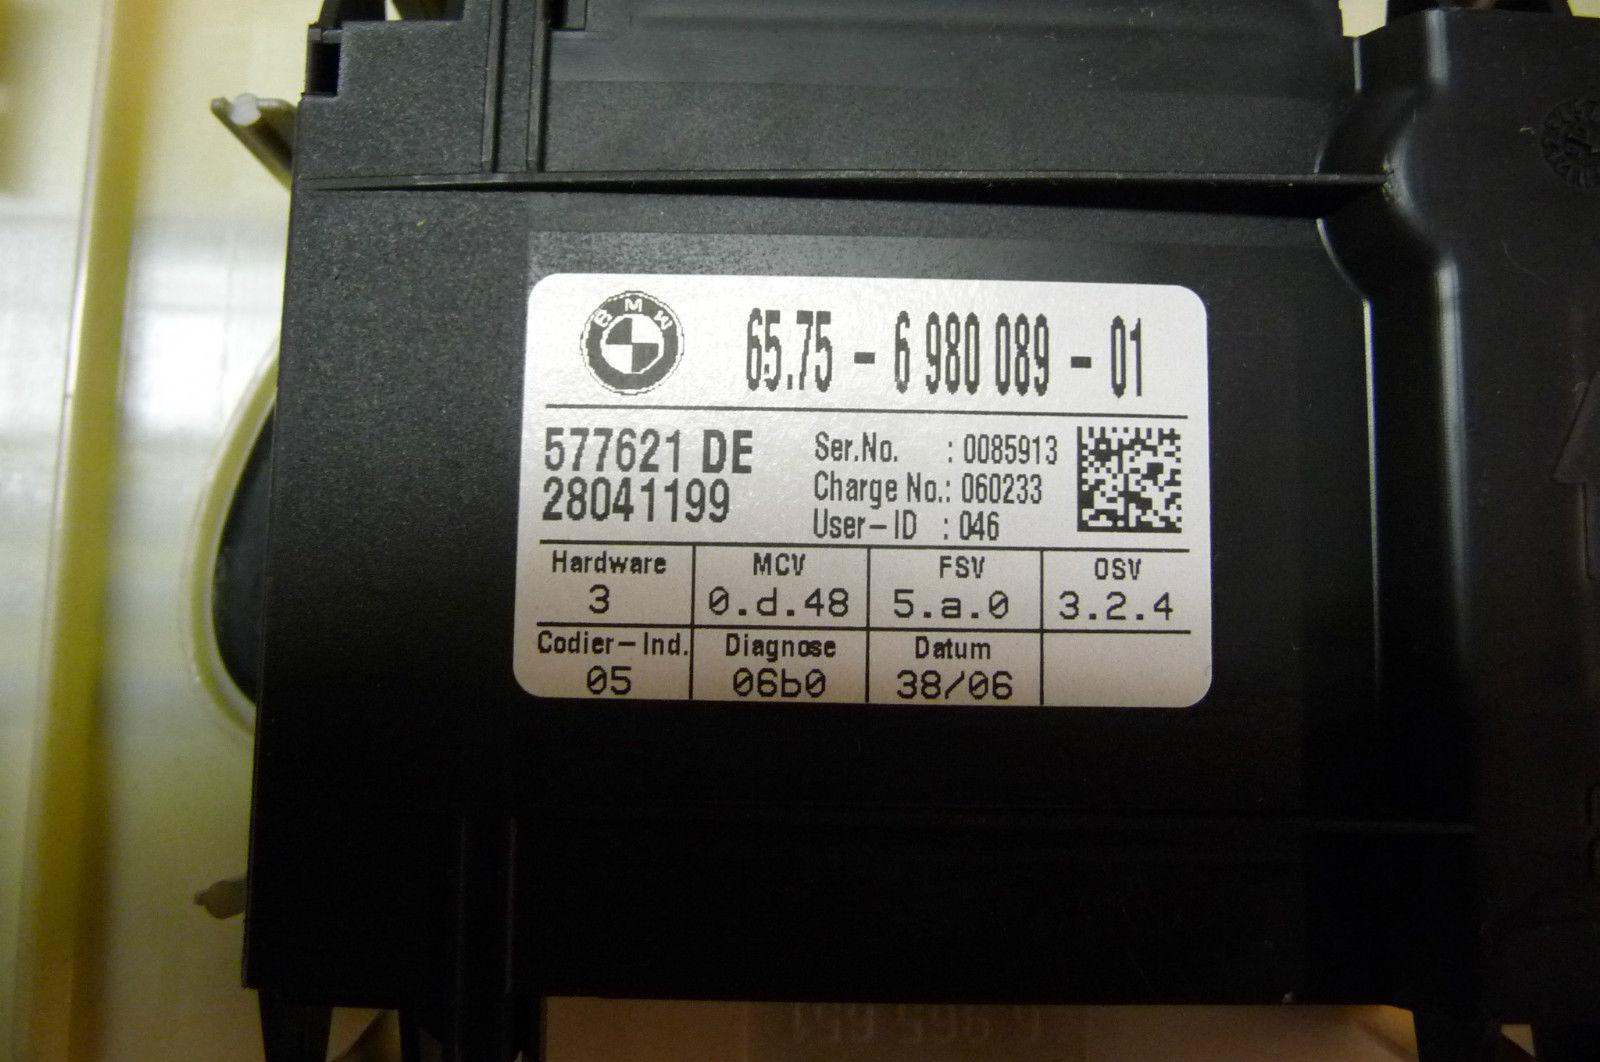 BMW
65.75 - 6 980 089 - 01
577621 DE
28041199
Ser.No. : 0085913
Charge No.: 060233
User-ID : 046
Hardware MCV FSV OSV
3 0.d.48 5.a.0 3.2.4
Codier-Ind. Diagnose Datum
05 06b0 38/06